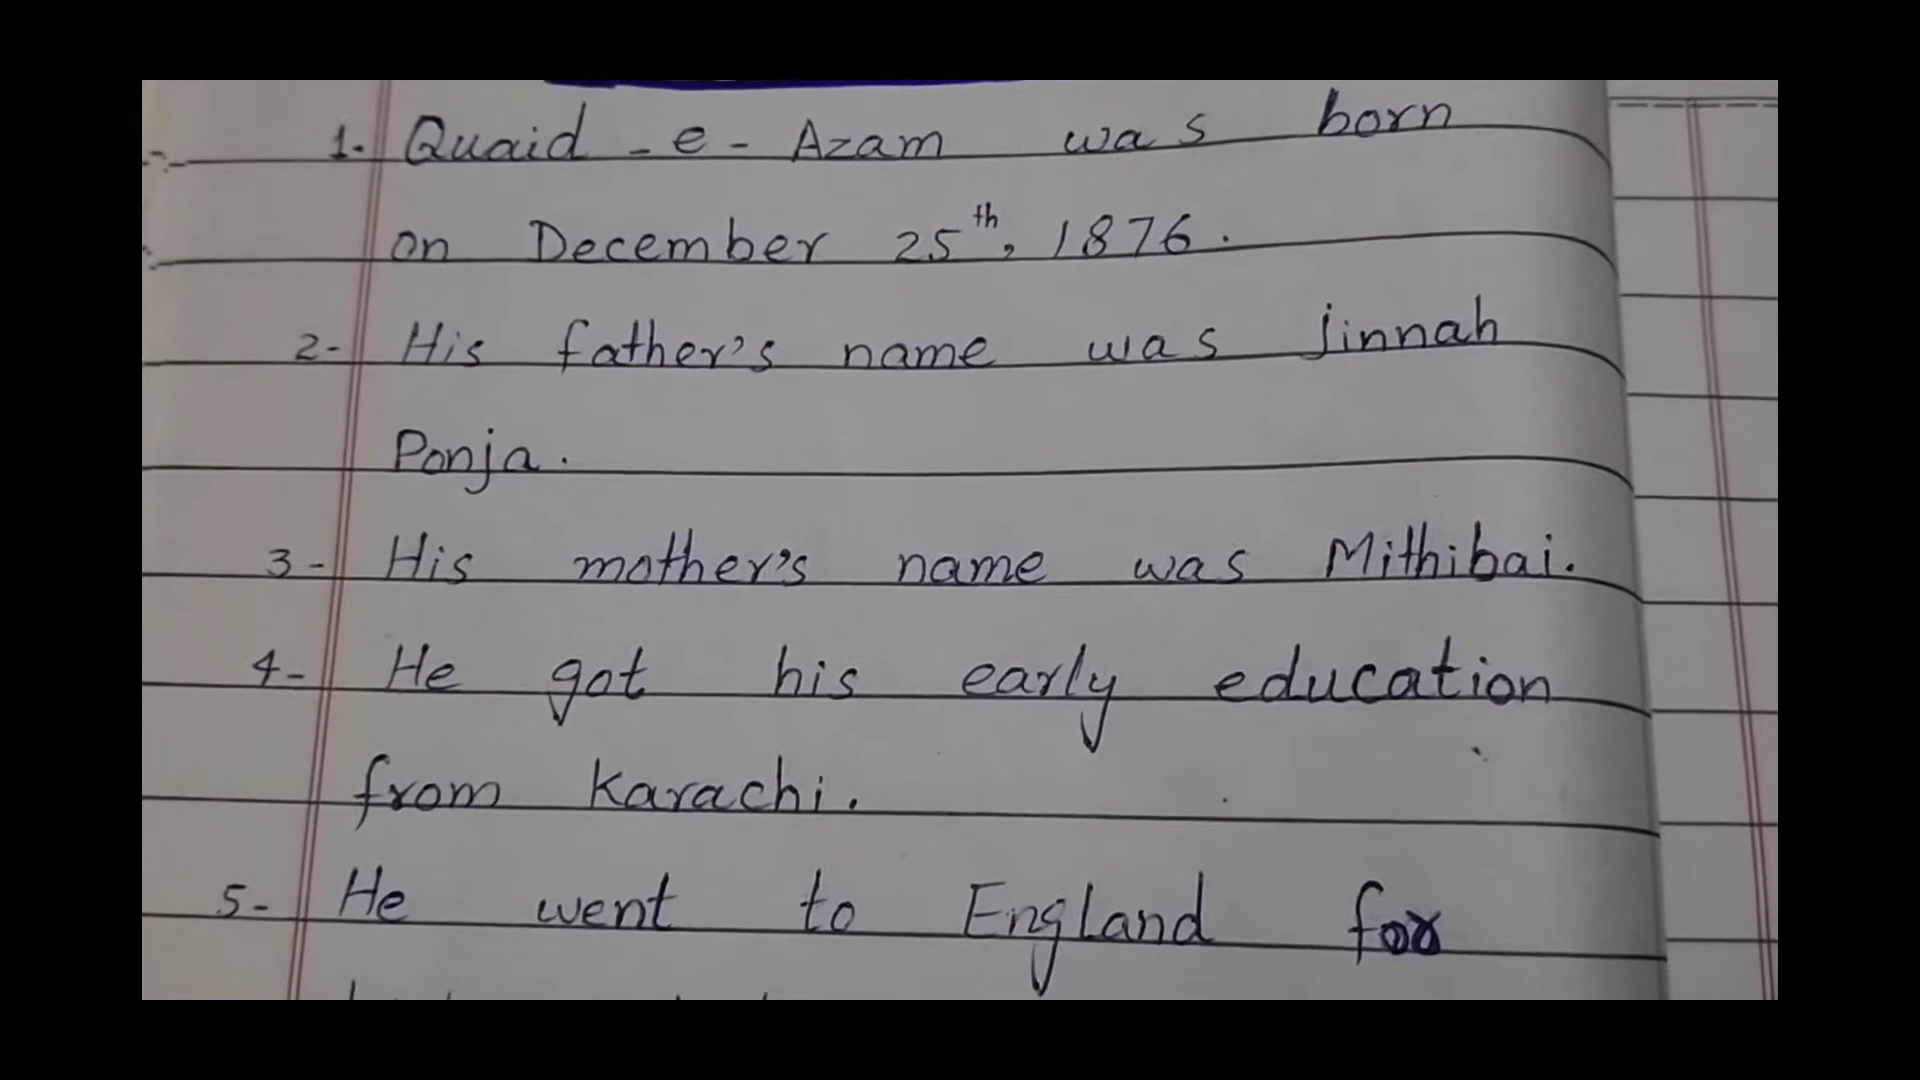 1. Quaid-e-Azam was born
on December 25th, 1876.
2- His father's name was Jinnah
Ponja.
3- His mother's name was Mithibai.
4- He got his early education
from Karachi.
5- He went to England for